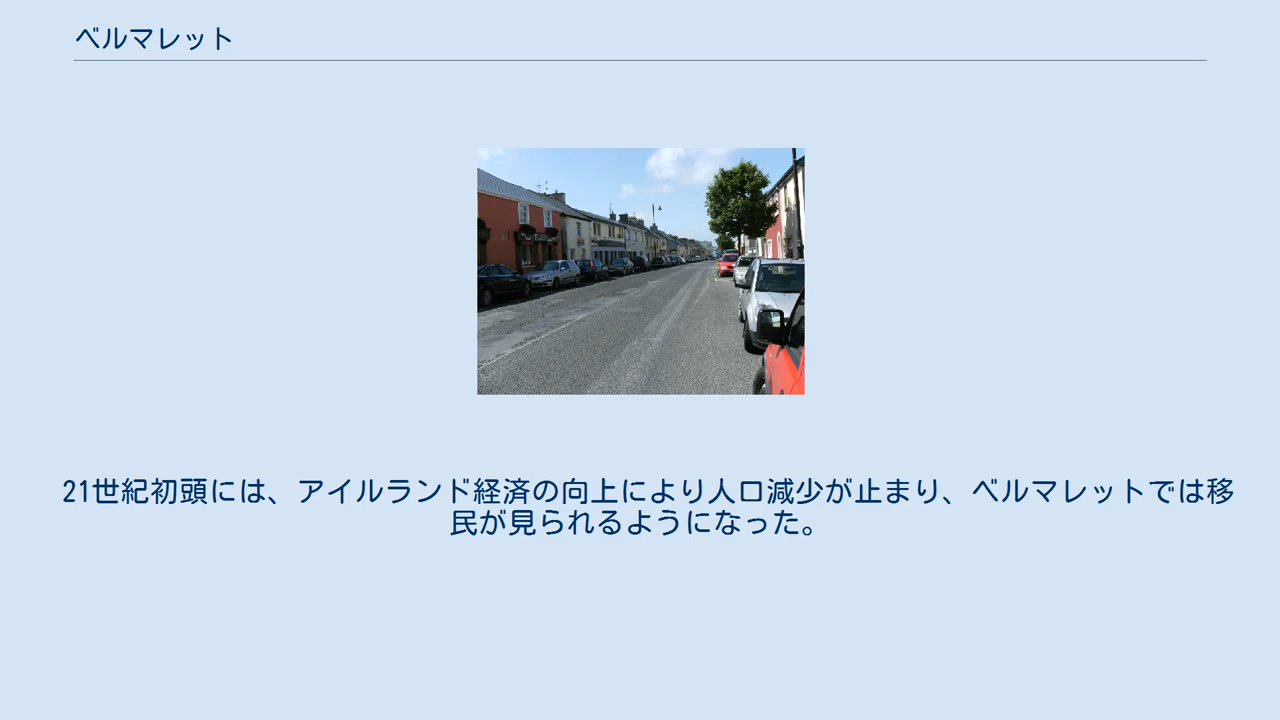 ベルマレット
21世紀初頭には、アイルランド経済の向上により人口減少が止まり、ベルマレットでは移
民が見られるようになった。